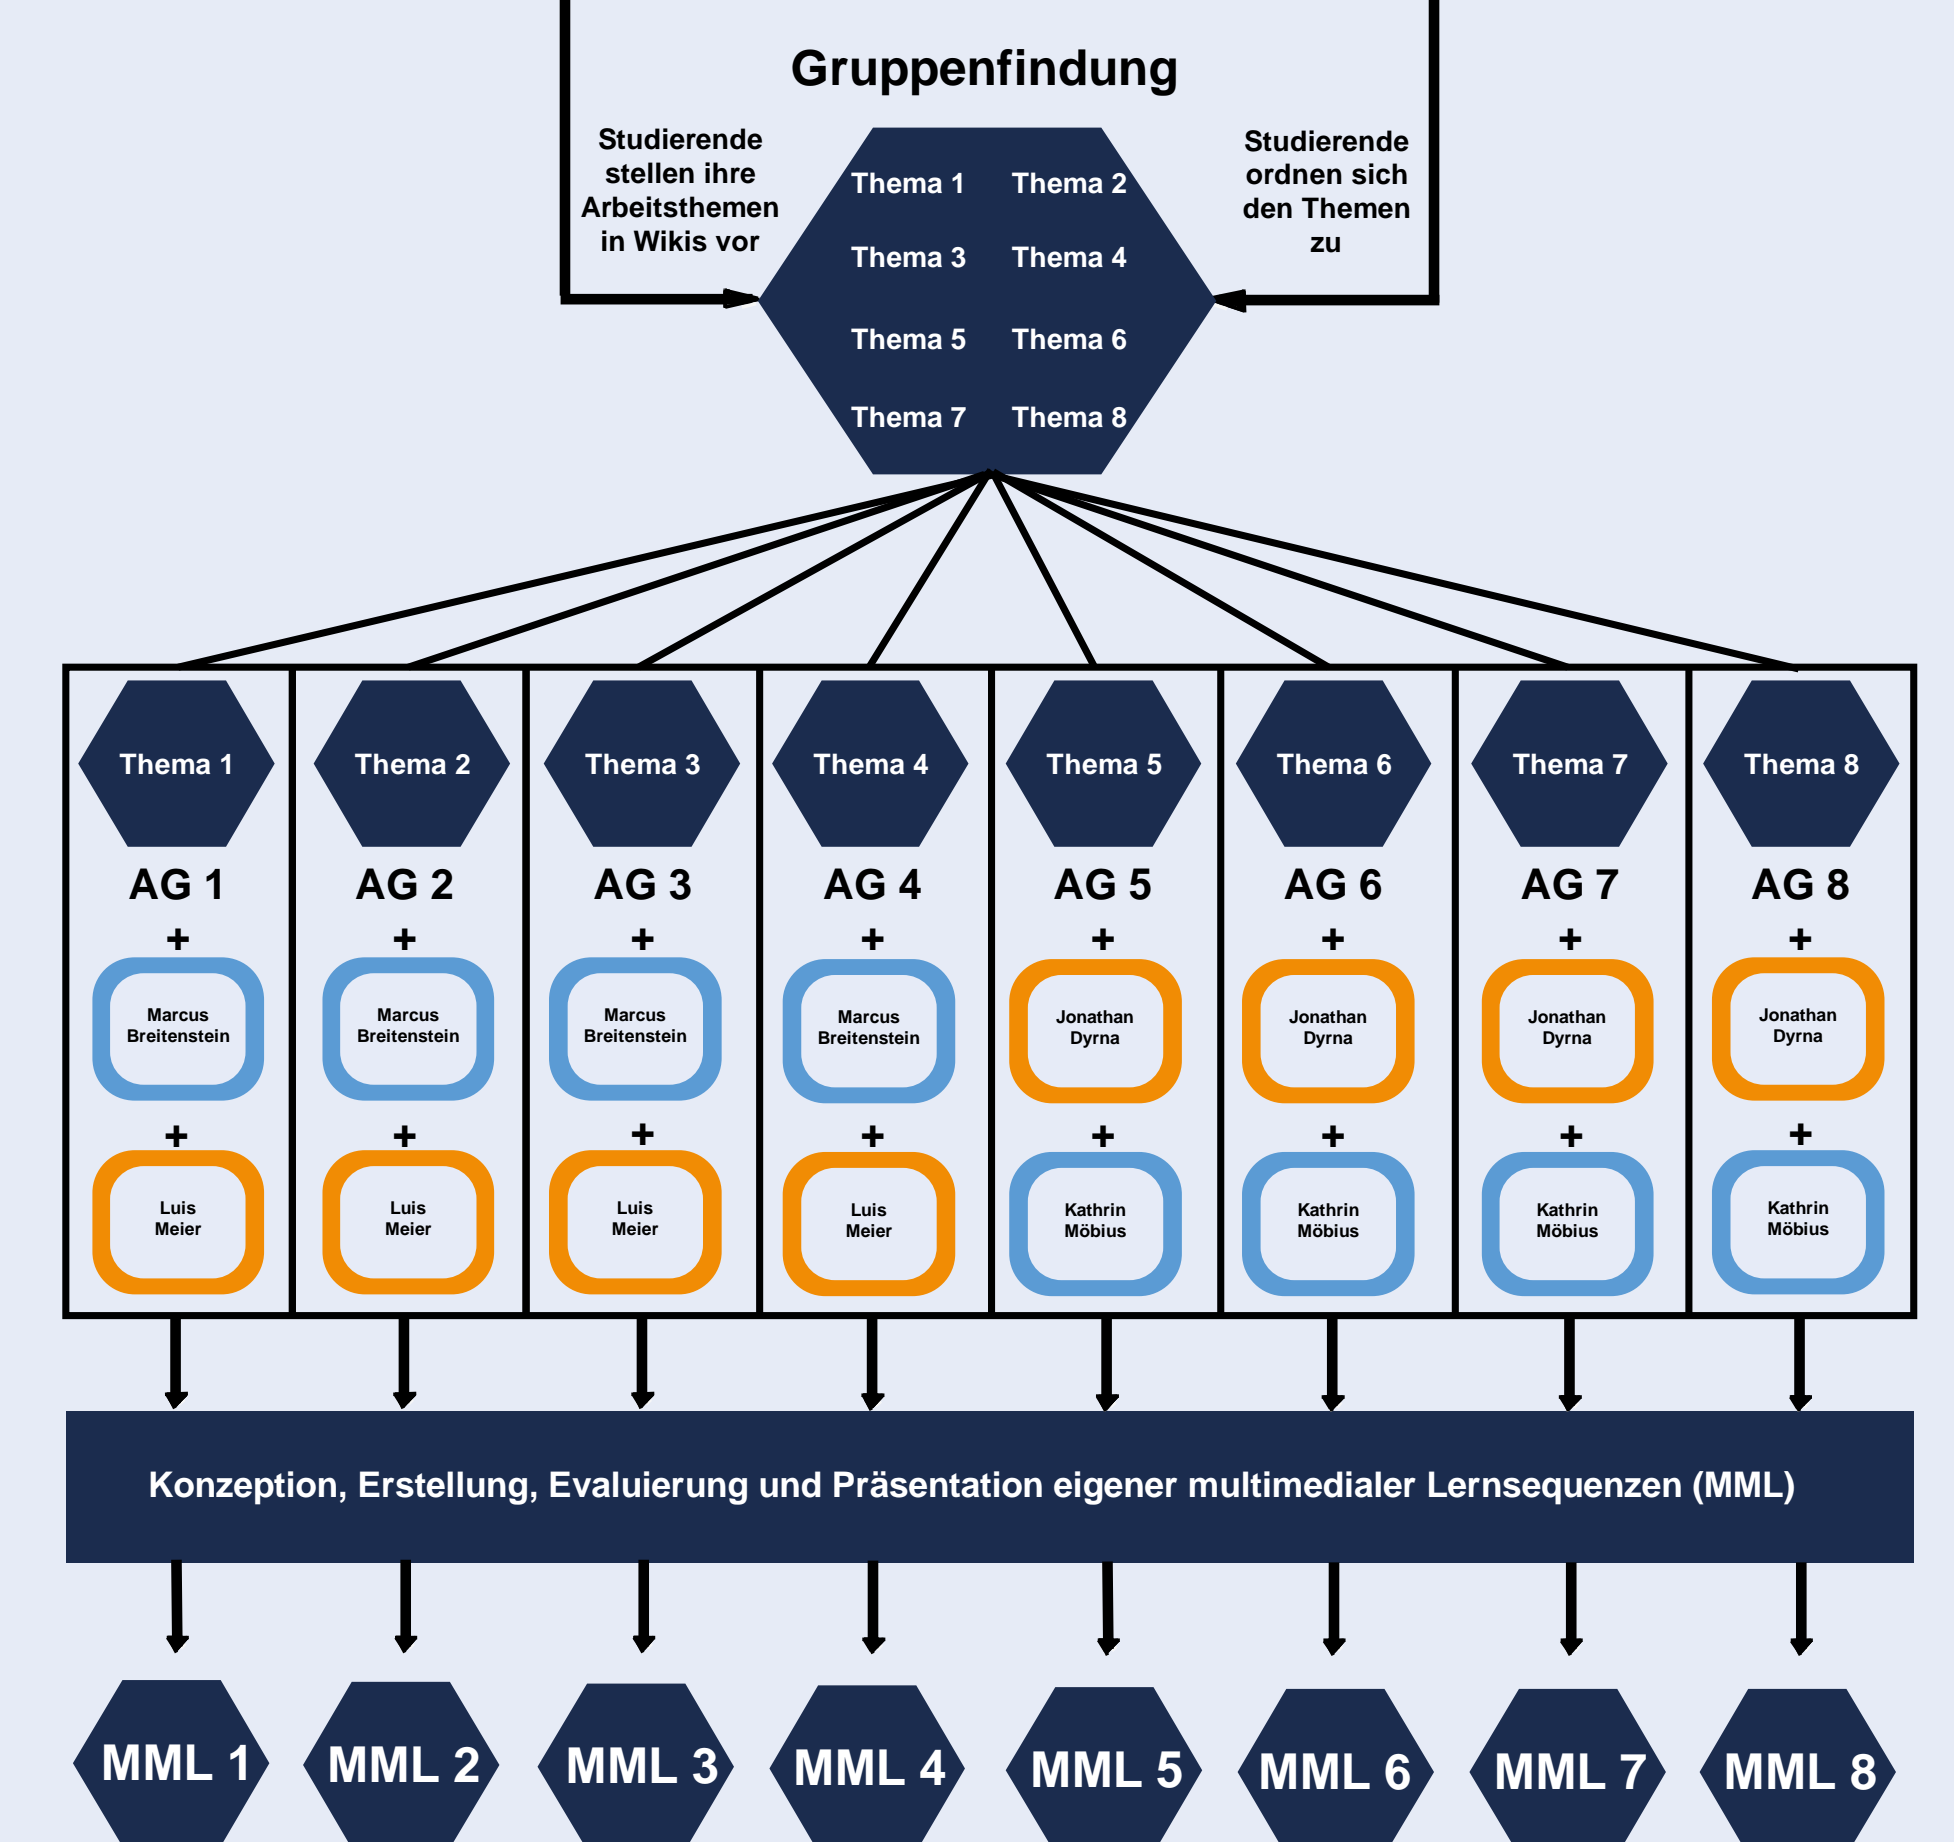 Gruppenfindung
Studierende
stellen ihre
Arbeitsthemen
in Wikis vor
Studierende
ordnen sich
den Themen
zu
Thema 1 Thema 2
Thema 3 Thema 4
Thema 5 Thema 6
Thema 7 Thema 8
Thema 1
Thema 2
Thema 3
Thema 4
Thema 5
Thema 6
Thema 7
Thema 8
AG 1
AG 2
AG 3
AG 4
AG 5
AG 6
AG 7
AG 8
+ + + + + + + +
Marcus
Breitenstein
Marcus
Breitenstein
Marcus
Breitenstein
Marcus
Breitenstein
Jonathan
Dyrna
Jonathan
Dyrna
Jonathan
Dyrna
Jonathan
Dyrna
+ + + + + + + +
Luis
Meier
Luis
Meier
Luis
Meier
Luis
Meier
Kathrin
Möbius
Kathrin
Möbius
Kathrin
Möbius
Kathrin
Möbius
Konzeption, Erstellung, Evaluierung und Präsentation eigener multimedialer Lernsequenzen (MML)
MML 1
MML 2
MML 3
MML 4
MML 5
MML 6
MML 7
MML 8